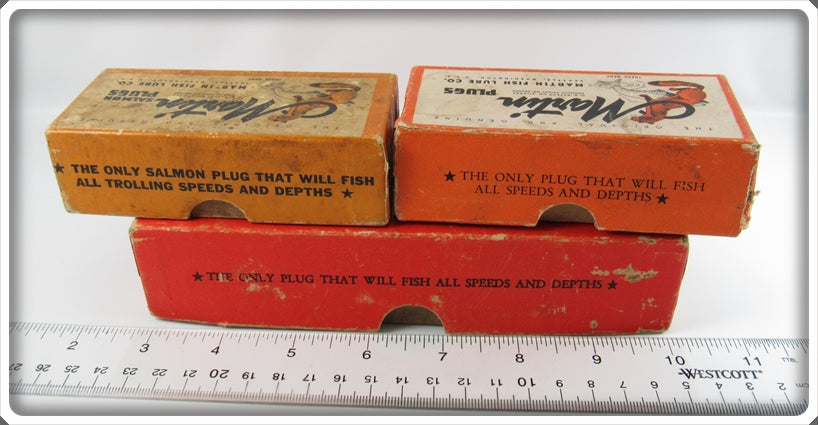 MARTIN FISH LURE CO.
Martin
SALMON
PLUGS
★ THE ONLY SALMON PLUG THAT WILL FISH
ALL TROLLING SPEEDS AND DEPTHS ★
MARTIN FISH LURE CO.
SEATTLE, WASHINGTON
U.S.A.
Martin
PLUGS
THE ORIGINAL AND GENUINE
★ THE ONLY PLUG THAT WILL FISH
ALL SPEEDS AND DEPTHS ★
★ THE ONLY PLUG THAT WILL FISH ALL SPEEDS AND DEPTHS ★
2 3 4 5 6 7 8 9 10 11
WESTCOTT